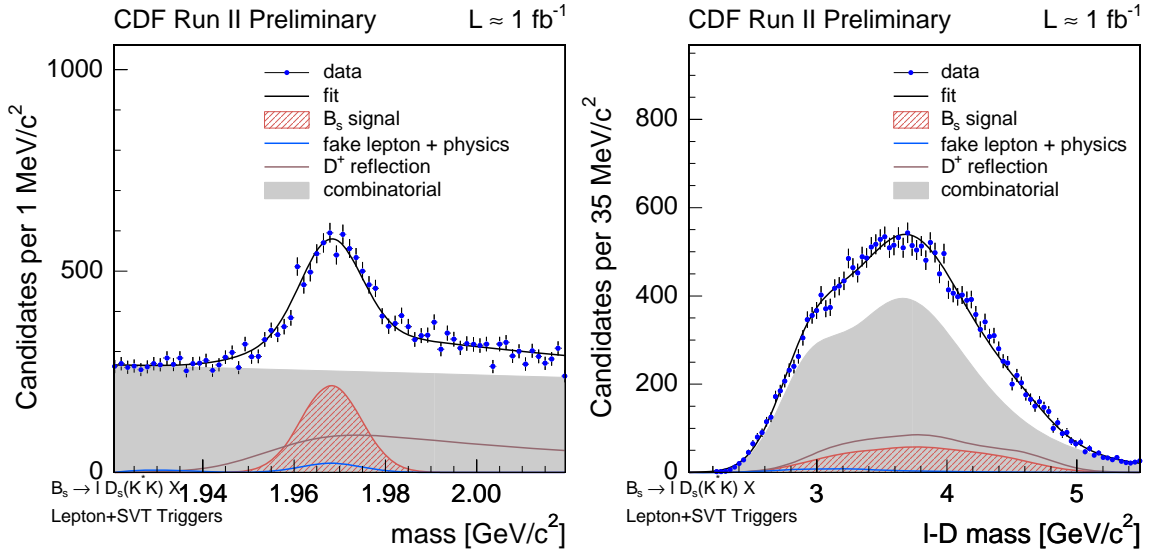 CDF Run II Preliminary L ≈ 1 fb⁻¹
Candidates per 1 MeV/c²
1000
500
0
data
fit
Bₛ signal
fake lepton + physics
D⁺ reflection
combinatorial
1.94 1.96 1.98 2.00
Bₛ → l Dₛ(K*K) X
Lepton+SVT Triggers
mass [GeV/c²]
CDF Run II Preliminary L ≈ 1 fb⁻¹
Candidates per 35 MeV/c²
800
600
400
200
0
data
fit
Bₛ signal
fake lepton + physics
D⁺ reflection
combinatorial
3 4 5
Bₛ → l Dₛ(K*K) X
Lepton+SVT Triggers
l-D mass [GeV/c²]